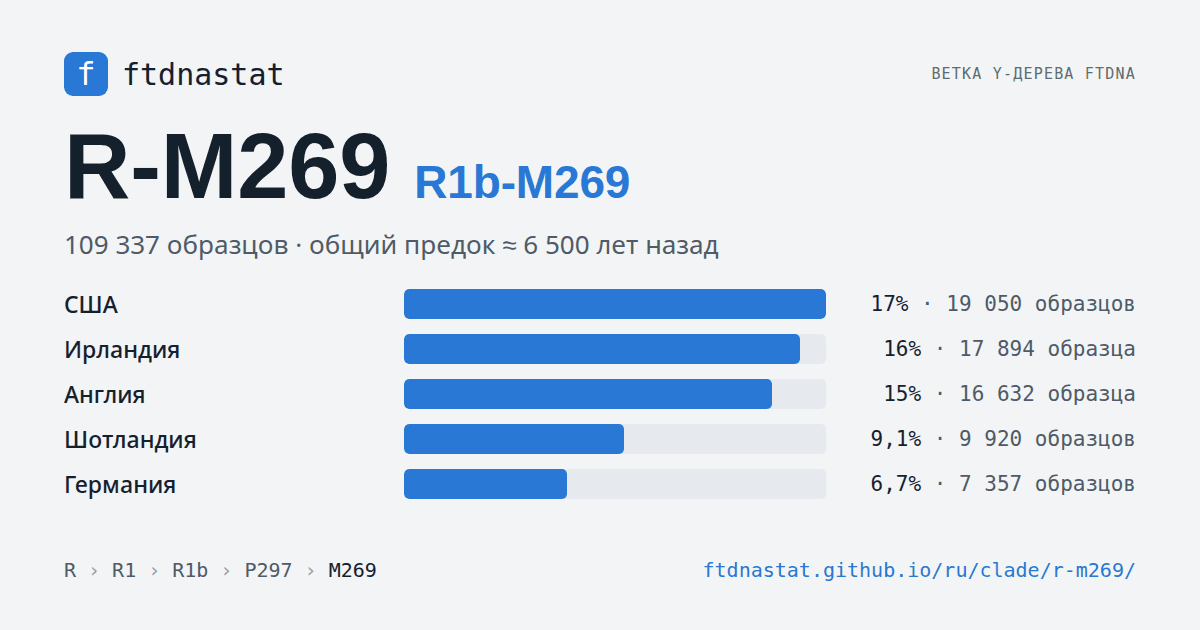 f ftdnastat
ВЕТКА Y-ДЕРЕВА FTDNA
R-M269 R1b-M269
109 337 образцов · общий предок ≈ 6 500 лет назад
США 17% · 19 050 образцов
Ирландия 16% · 17 894 образца
Англия 15% · 16 632 образца
Шотландия 9,1% · 9 920 образцов
Германия 6,7% · 7 357 образцов
R › R1 › R1b › P297 › M269
ftdnastat.github.io/ru/clade/r-m269/